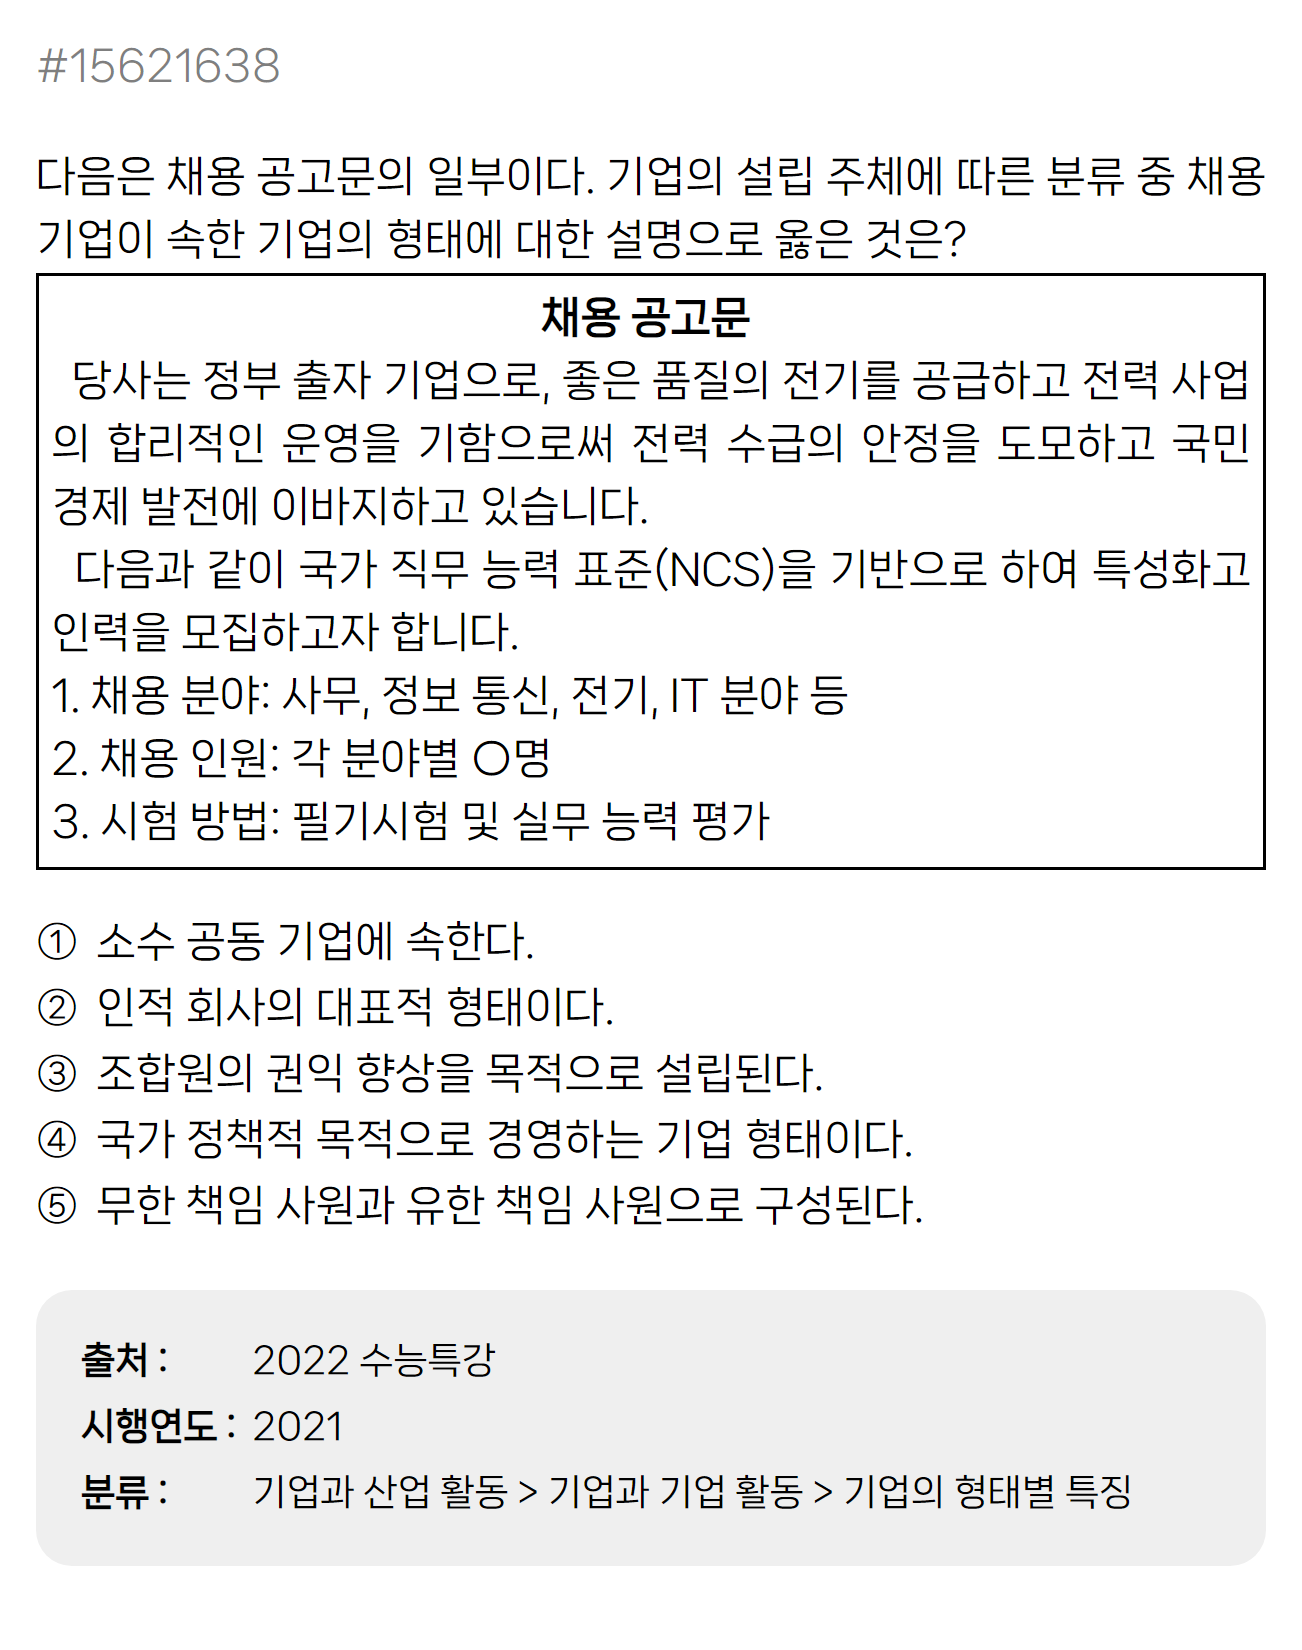 #15621638
다음은 채용 공고문의 일부이다. 기업의 설립 주체에 따른 분류 중 채용
기업이 속한 기업의 형태에 대한 설명으로 옳은 것은?
채용 공고문
당사는 정부 출자 기업으로, 좋은 품질의 전기를 공급하고 전력 사업
의 합리적인 운영을 기함으로써 전력 수급의 안정을 도모하고 국민
경제 발전에 이바지하고 있습니다.
다음과 같이 국가 직무 능력 표준(NCS)을 기반으로 하여 특성화고
인력을 모집하고자 합니다.
1. 채용 분야: 사무, 정보 통신, 전기, IT 분야 등
2. 채용 인원: 각 분야별 ○명
3. 시험 방법: 필기시험 및 실무 능력 평가
① 소수 공동 기업에 속한다.
② 인적 회사의 대표적 형태이다.
③ 조합원의 권익 향상을 목적으로 설립된다.
④ 국가 정책적 목적으로 경영하는 기업 형태이다.
⑤ 무한 책임 사원과 유한 책임 사원으로 구성된다.
출처 : 2022 수능특강
시행연도 : 2021
분류 : 기업과 산업 활동 > 기업과 기업 활동 > 기업의 형태별 특징